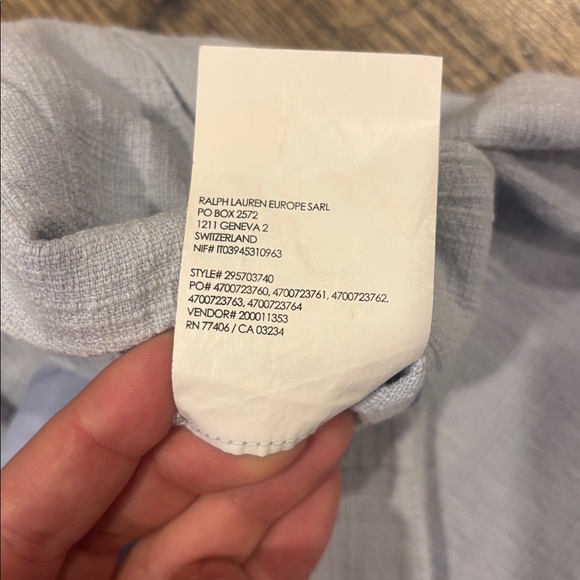 RALPH LAUREN EUROPE SARL
PO BOX 2572
1211 GENEVA 2
SWITZERLAND
NIF# IT03945310963
STYLE# 295703740
PO# 4700723760, 4700723761, 4700723762,
4700723763, 4700723764
VENDOR# 200011353
RN 77406 / CA 03234